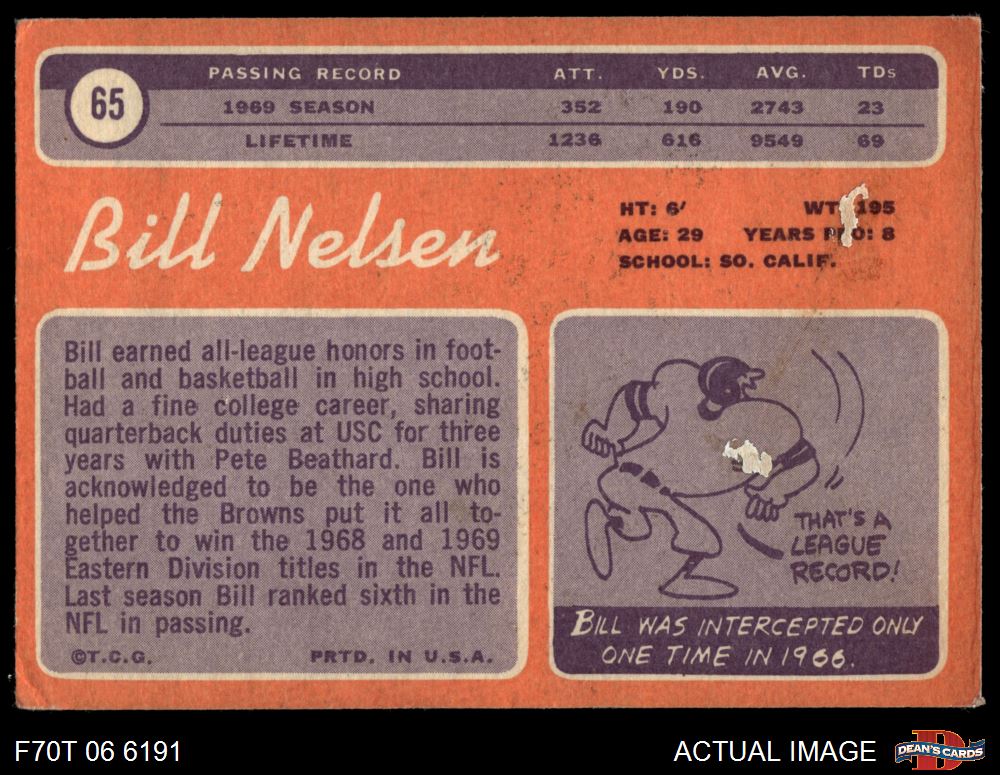 65
PASSING RECORD ATT. YDS. AVG. TDs
1969 SEASON 352 190 2743 23
LIFETIME 1236 616 9549 69
Bill Nelsen
HT: 6' WT: 195
AGE: 29 YEARS PRO: 8
SCHOOL: SO. CALIF.
Bill earned all-league honors in foot-
ball and basketball in high school.
Had a fine college career, sharing
quarterback duties at USC for three
years with Pete Beathard. Bill is
acknowledged to be the one who
helped the Browns put it all to-
gether to win the 1968 and 1969
Eastern Division titles in the NFL.
Last season Bill ranked sixth in the
NFL in passing.
©T.C.G. PRTD. IN U.S.A.
THAT'S A
LEAGUE
RECORD!
BILL WAS INTERCEPTED ONLY
ONE TIME IN 1966.
F70T 06 6191
ACTUAL IMAGE
D
DEAN'S CARDS